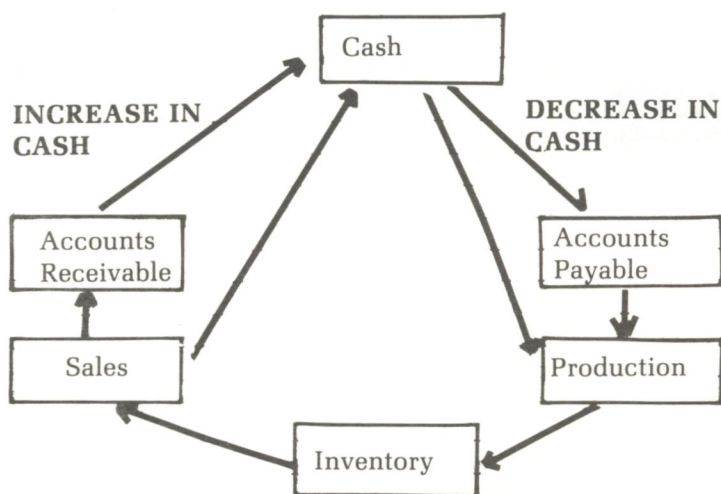 Cash
INCREASE IN
CASH
DECREASE IN
CASH
Accounts
Receivable
Accounts
Payable
Sales
Production
Inventory